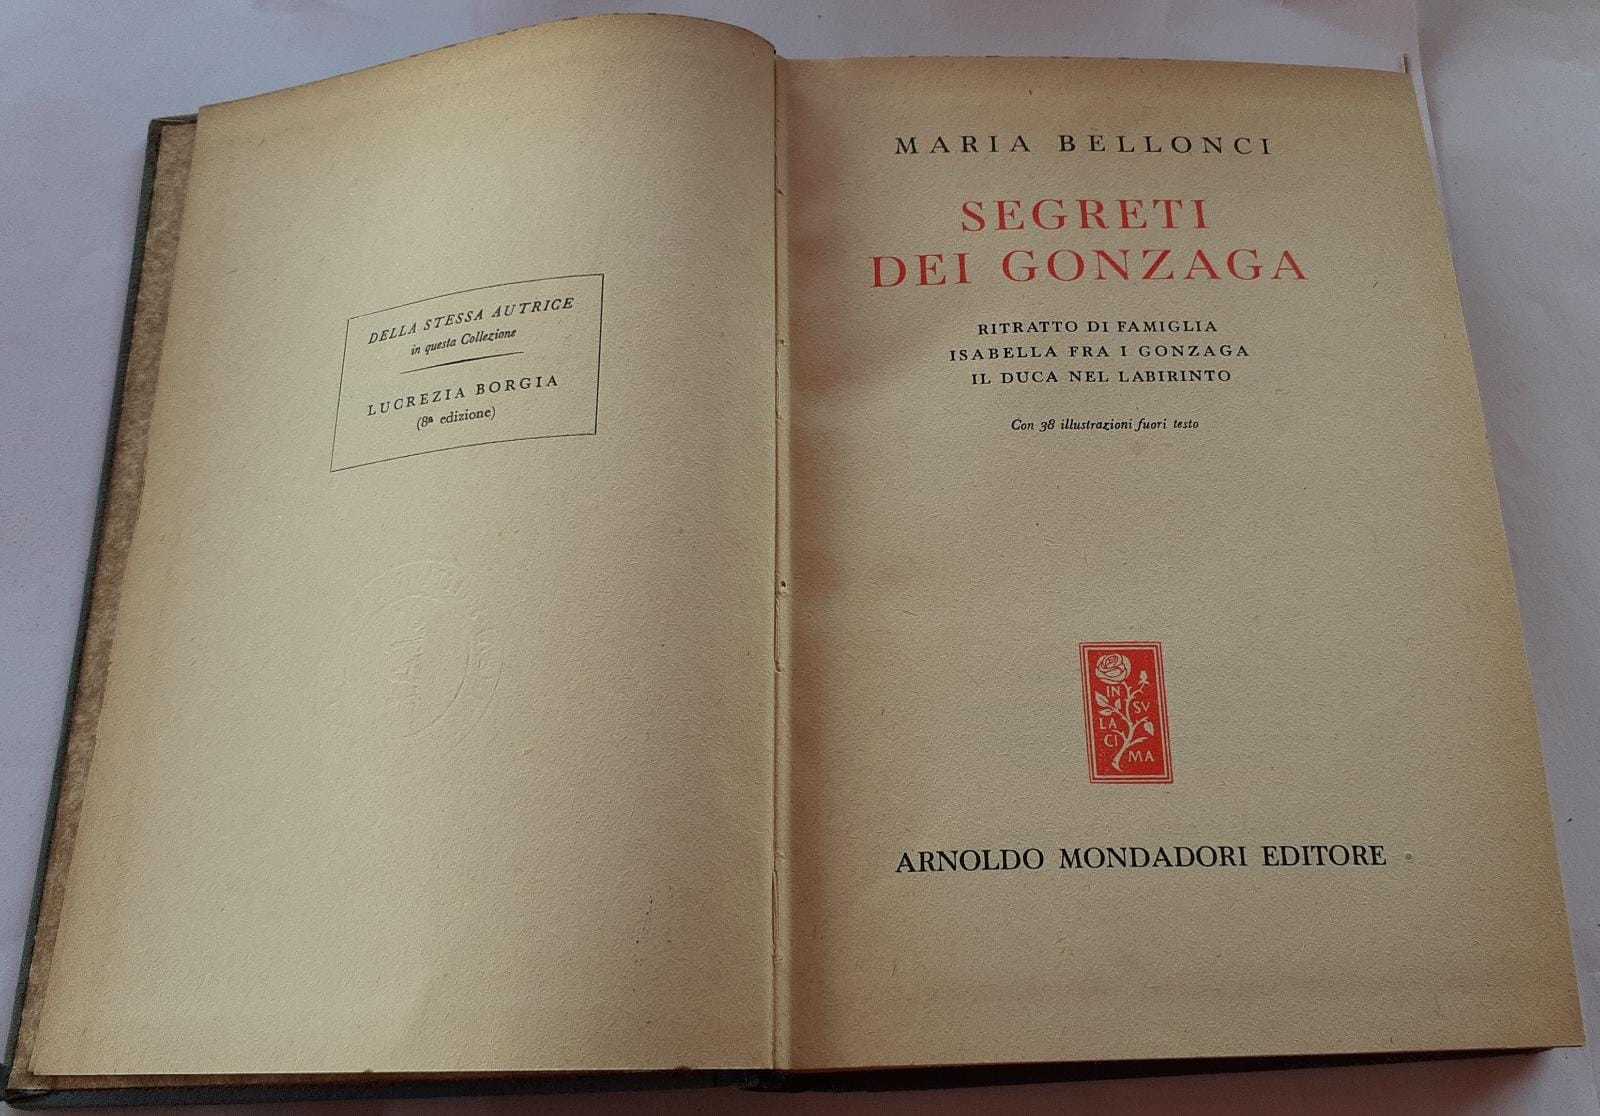 DELLA STESSA AUTRICE
in questa Collezione
LUCREZIA BORGIA
(8ª edizione)
MARIA BELLONCI
SEGRETI
DEI GONZAGA
RITRATTO DI FAMIGLIA
ISABELLA FRA I GONZAGA
IL DUCA NEL LABIRINTO
Con 38 illustrazioni fuori testo
IN
SV
LA
CI
MA
ARNOLDO MONDADORI EDITORE